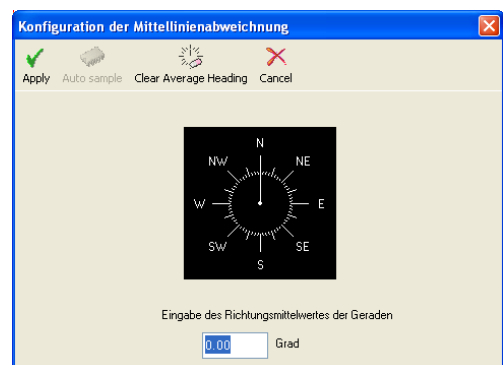 Konfiguration der Mittellinienabweichnung
Apply Auto sample Clear Average Heading Cancel
N
NW NE
W E
SW SE
S
Eingabe des Richtungsmittelwertes der Geraden
0.00 Grad